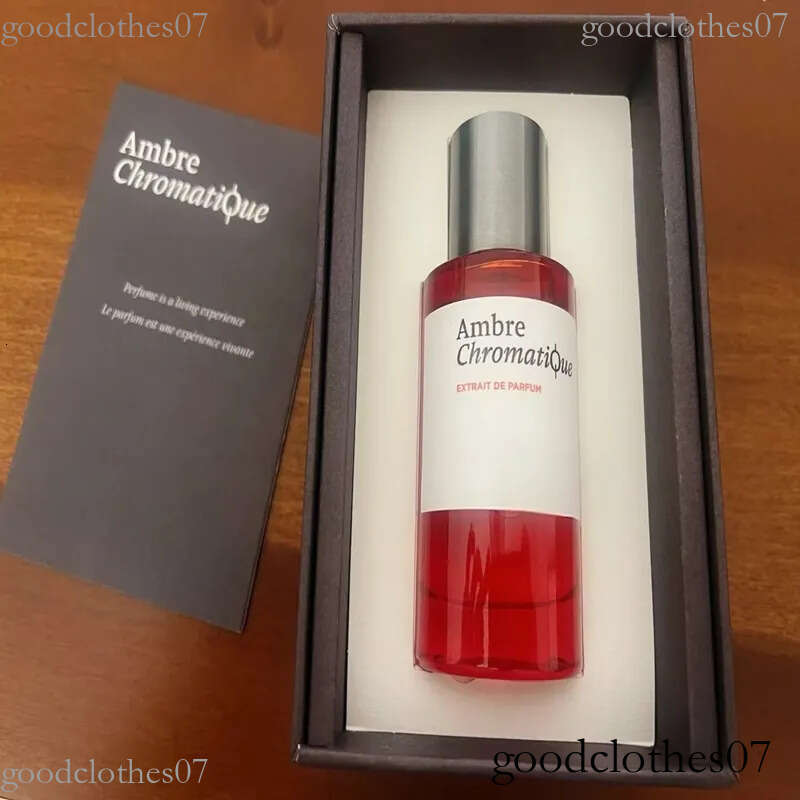 goodclothes07
goodclothes07
Ambre
Chromatique
Perfume is a living experience
Le parfum est une expérience vivante
Ambre
Chromatique
EXTRAIT DE PARFUM
goodclothes07
goodclothes07